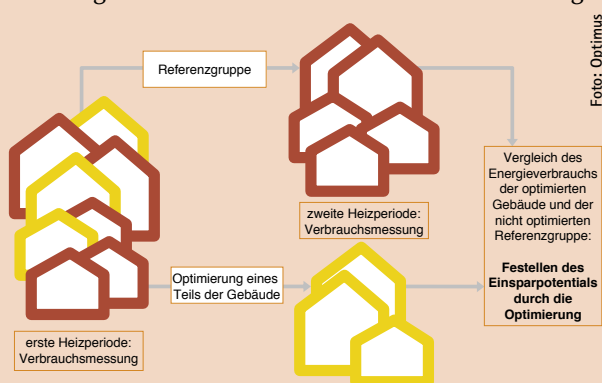 Referenzgruppe
Foto: Optimus
zweite Heizperiode:
Verbrauchsmessung
Vergleich des
Energieverbrauchs
der optimierten
Gebäude und der
nicht optimierten
Referenzgruppe:
Festellen des
Einsparpotentials
durch die
Optimierung
Optimierung eines
Teils der Gebäude
erste Heizperiode:
Verbrauchsmessung